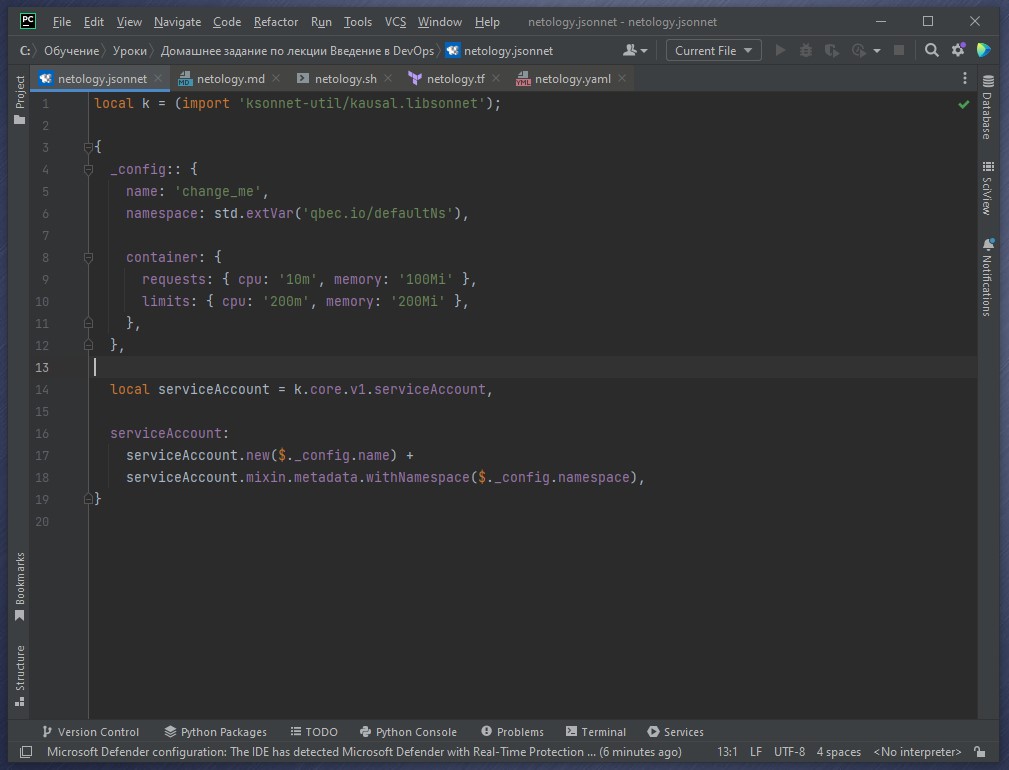 PC File Edit View Navigate Code Refactor Run Tools VCS Window Help netology.jsonnet - netology.jsonnet
C: Обучение Уроки Домашнее задание по лекции Введение в DevOps netology.jsonnet Current File
netology.jsonnet netology.md netology.sh netology.tf netology.yaml
Project
Bookmarks
Structure
1 local k = (import 'ksonnet-util/kausal.libsonnet');
2
3 {
4 _config:: {
5 name: 'change_me',
6 namespace: std.extVar('qbec.io/defaultNs'),
7
8 container: {
9 requests: { cpu: '10m', memory: '100Mi' },
10 limits: { cpu: '200m', memory: '200Mi' },
11 },
12 },
13
14 local serviceAccount = k.core.v1.serviceAccount,
15
16 serviceAccount:
17 serviceAccount.new($._config.name) +
18 serviceAccount.mixin.metadata.withNamespace($._config.namespace),
19 }
20
Database
SciView
Notifications
Version Control Python Packages TODO Python Console Problems Terminal Services
Microsoft Defender configuration: The IDE has detected Microsoft Defender with Real-Time Protection ... (6 minutes ago) 13:1 LF UTF-8 4 spaces <No interpreter>